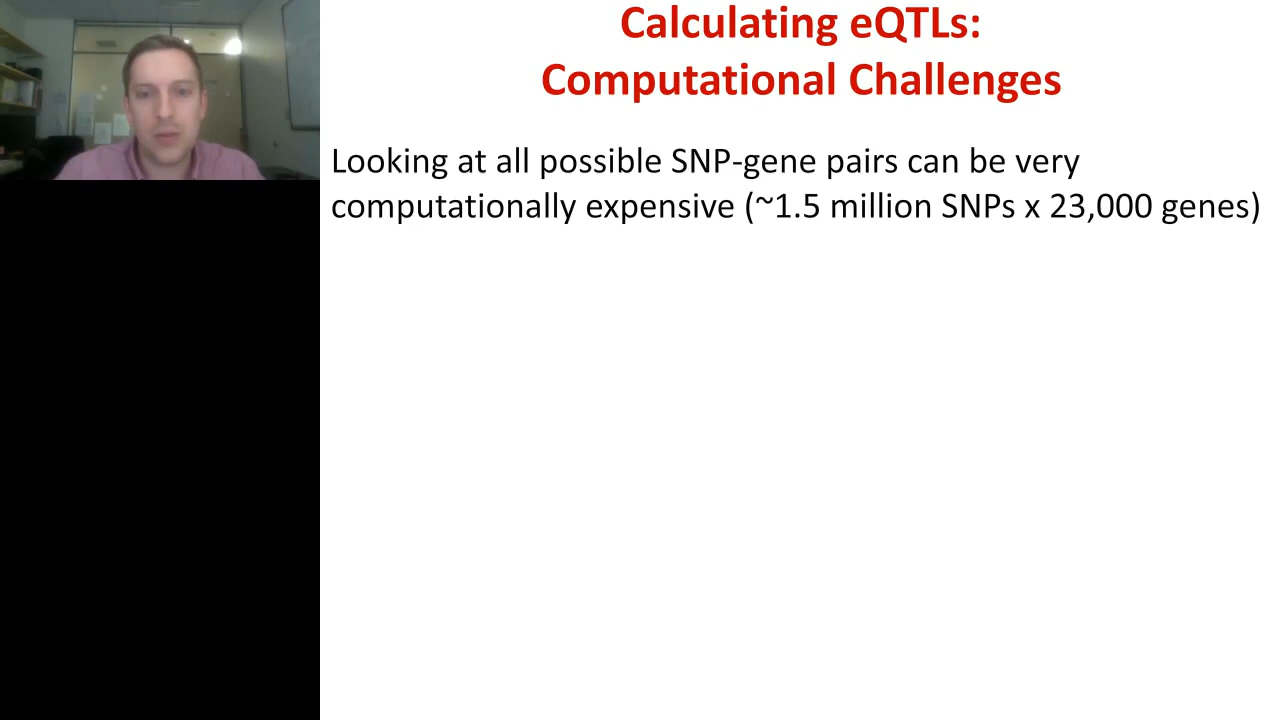 Calculating eQTLs:
Computational Challenges
Looking at all possible SNP-gene pairs can be very
computationally expensive (~1.5 million SNPs x 23,000 genes)